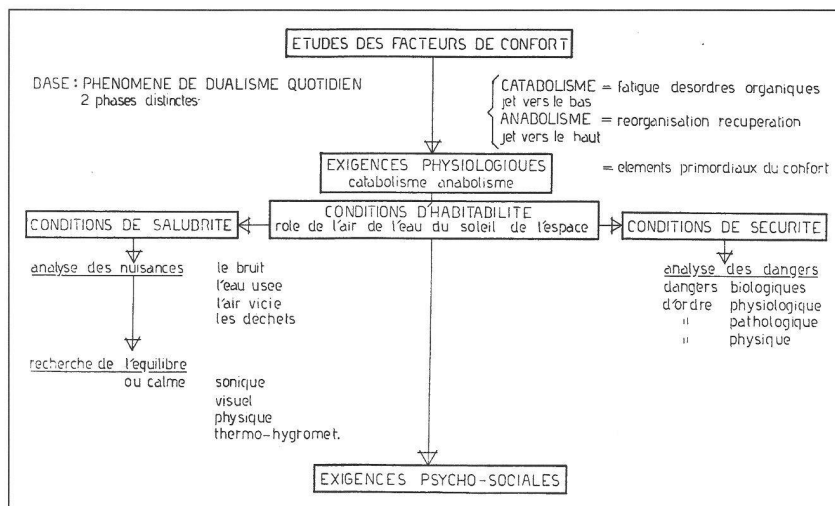 ETUDES DES FACTEURS DE CONFORT
BASE : PHENOMENE DE DUALISME QUOTIDIEN
2 phases distinctes
CATABOLISME = fatigue desordres organiques
jet vers le bas
ANABOLISME = reorganisation recuperation
jet vers le haut
EXIGENCES PHYSIOLOGIQUES
catabolisme anabolisme
= elements primordiaux du confort
CONDITIONS D'HABITABILITE
role de l'air de l'eau du soleil de l'espace
CONDITIONS DE SALUBRITE
CONDITIONS DE SECURITE
analyse des nuisances le bruit
l'eau usee
l'air vicie
les dechets
recherche de l'equilibre
ou calme sonique
visuel
physique
thermo-hygromet.
analyse des dangers
dangers biologiques
d'ordre physiologique
" pathologique
" physique
EXIGENCES PSYCHO-SOCIALES